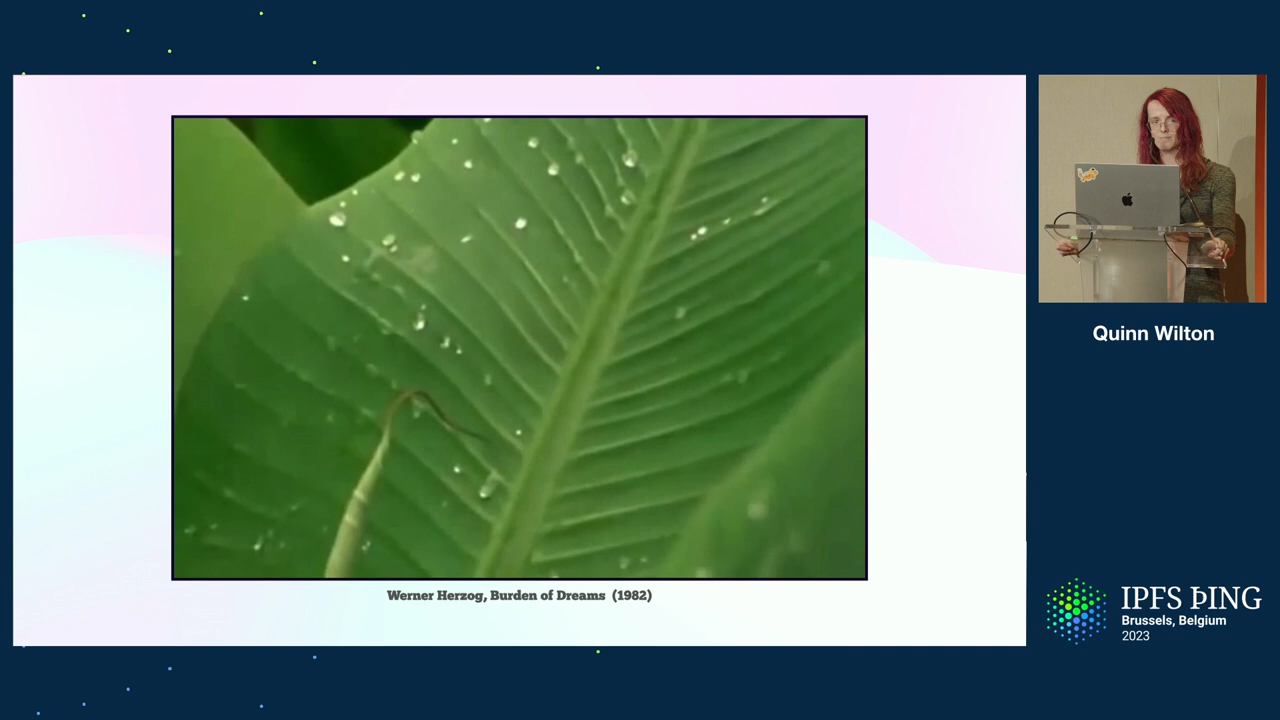 Werner Herzog, Burden of Dreams (1982)
Quinn Wilton
IPFS ÞING
Brussels, Belgium
2023